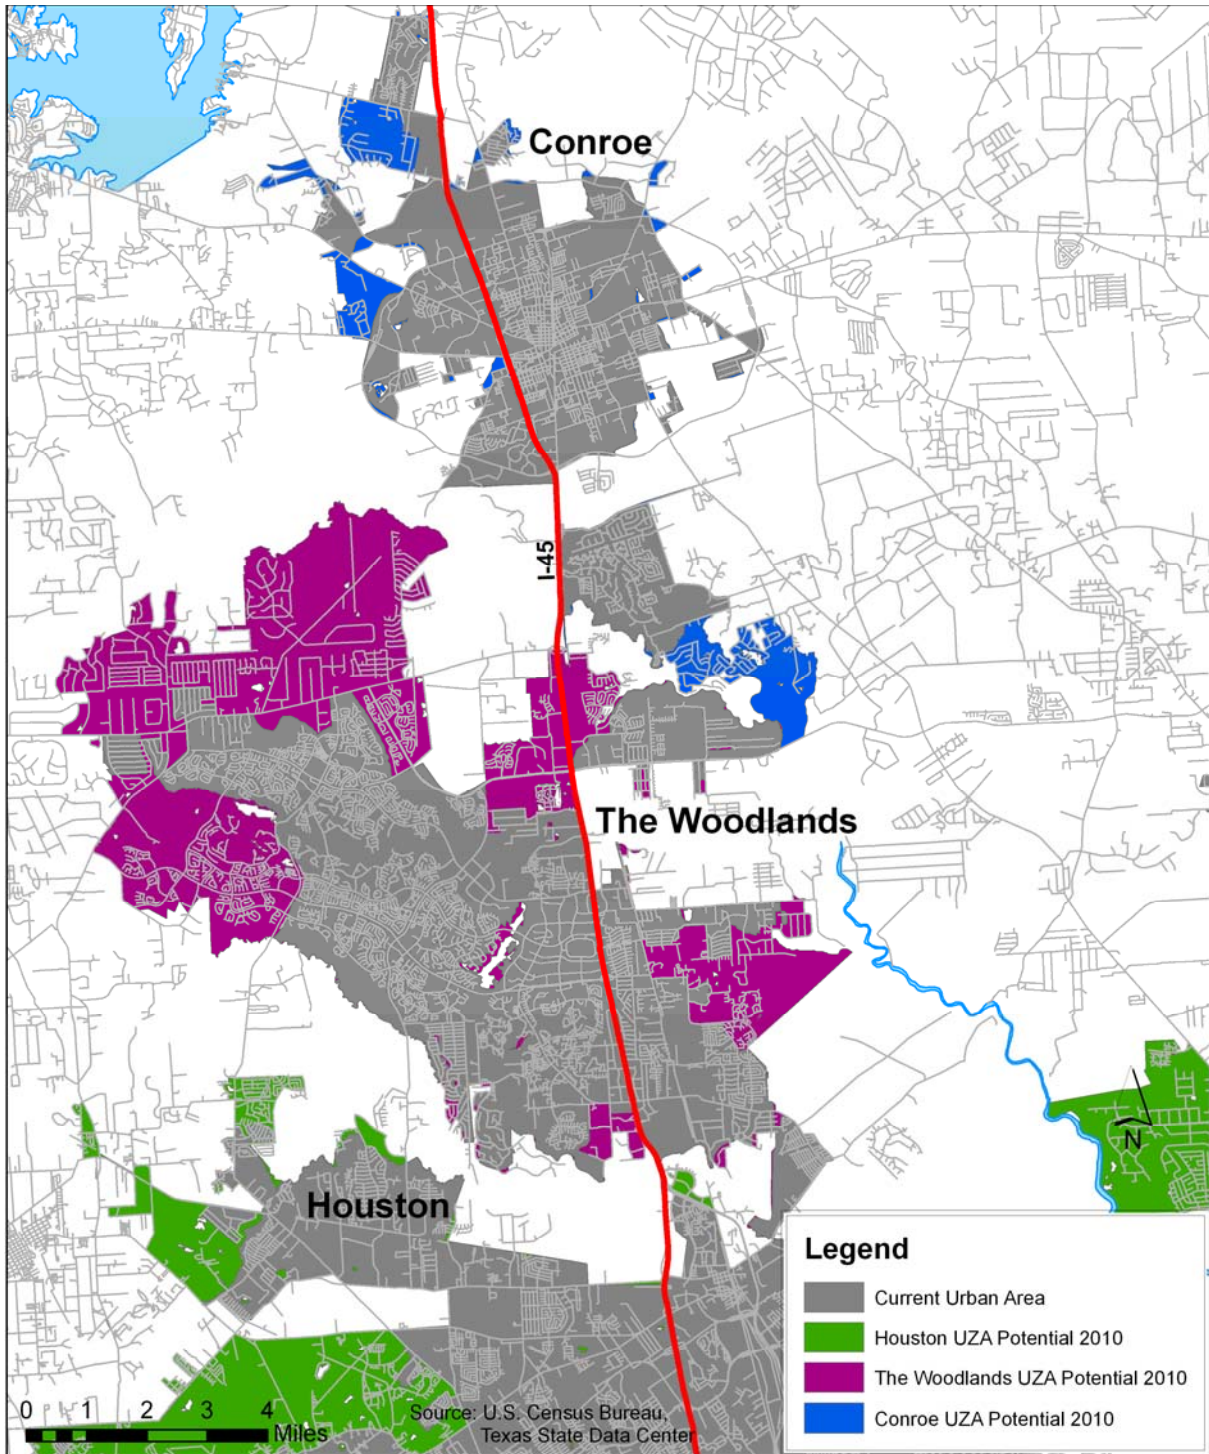 Conroe
I-45
The Woodlands
Houston
N
Legend
Current Urban Area
Houston UZA Potential 2010
The Woodlands UZA Potential 2010
Conroe UZA Potential 2010
0 1 2 3 4
Miles
Source: U.S. Census Bureau,
Texas State Data Center